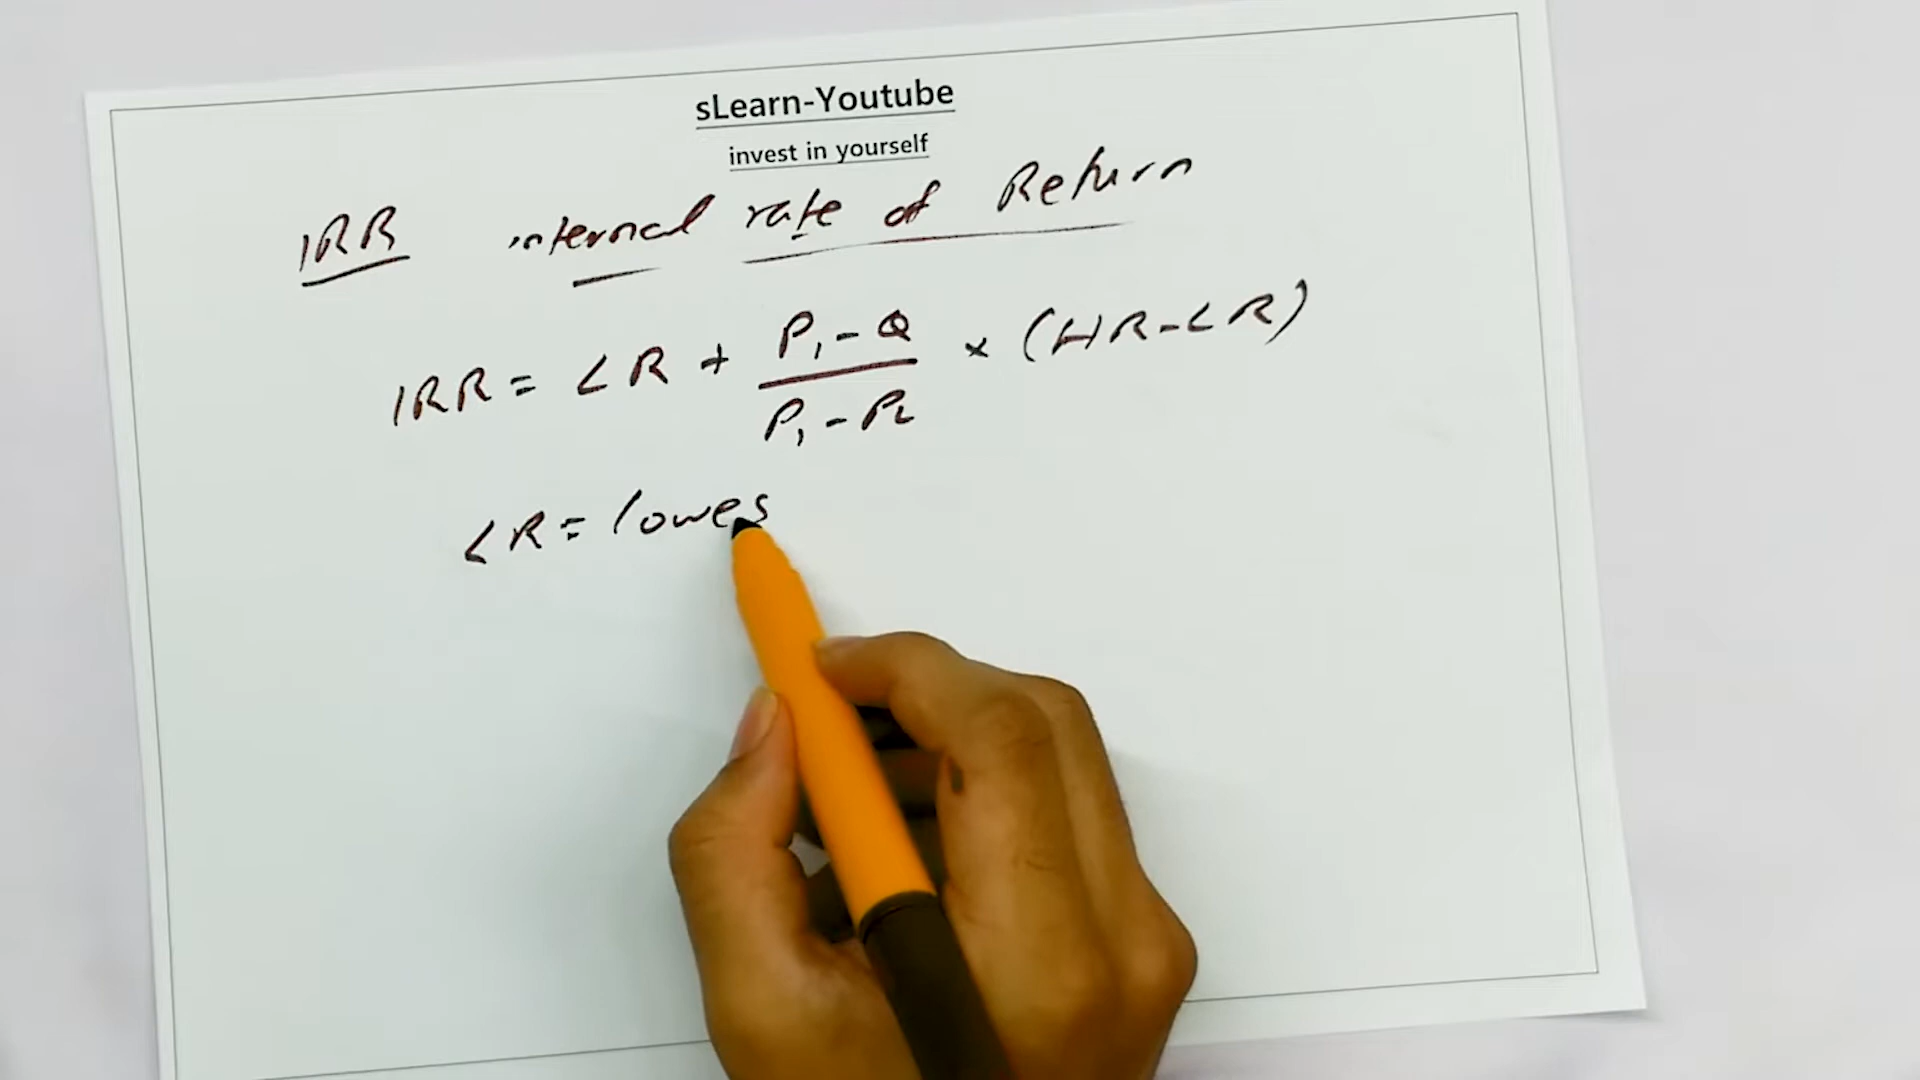 sLearn-Youtube
invest in yourself
IRR internal rate of Return
IRR = LR + P1 - Q / P1 - P2 × (HR - LR)
LR = lowes